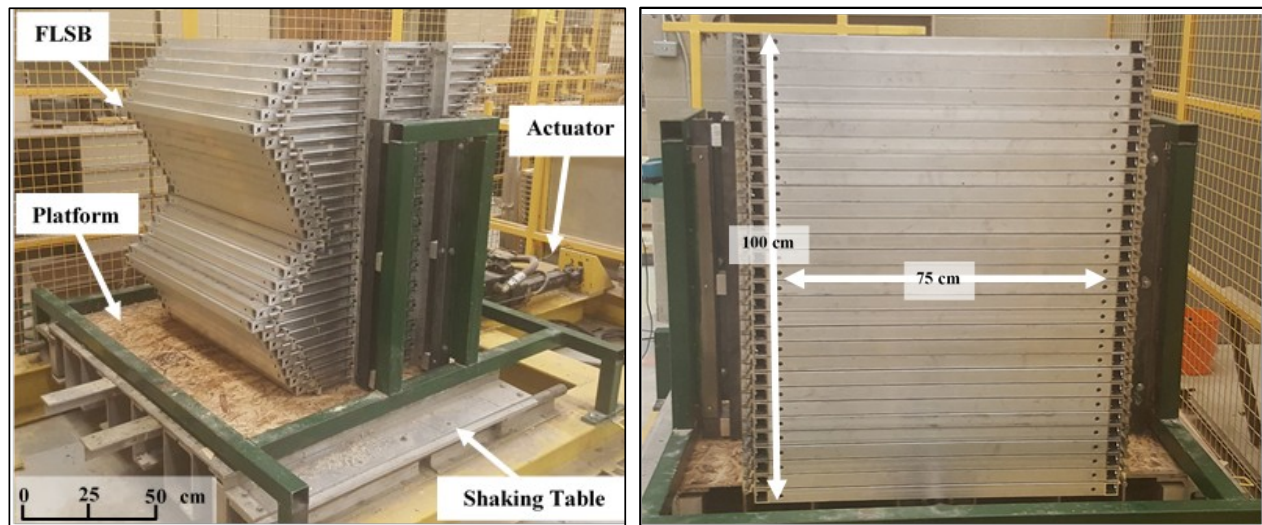 FLSB
Actuator
Platform
0 25 50 cm
Shaking Table
100 cm
75 cm